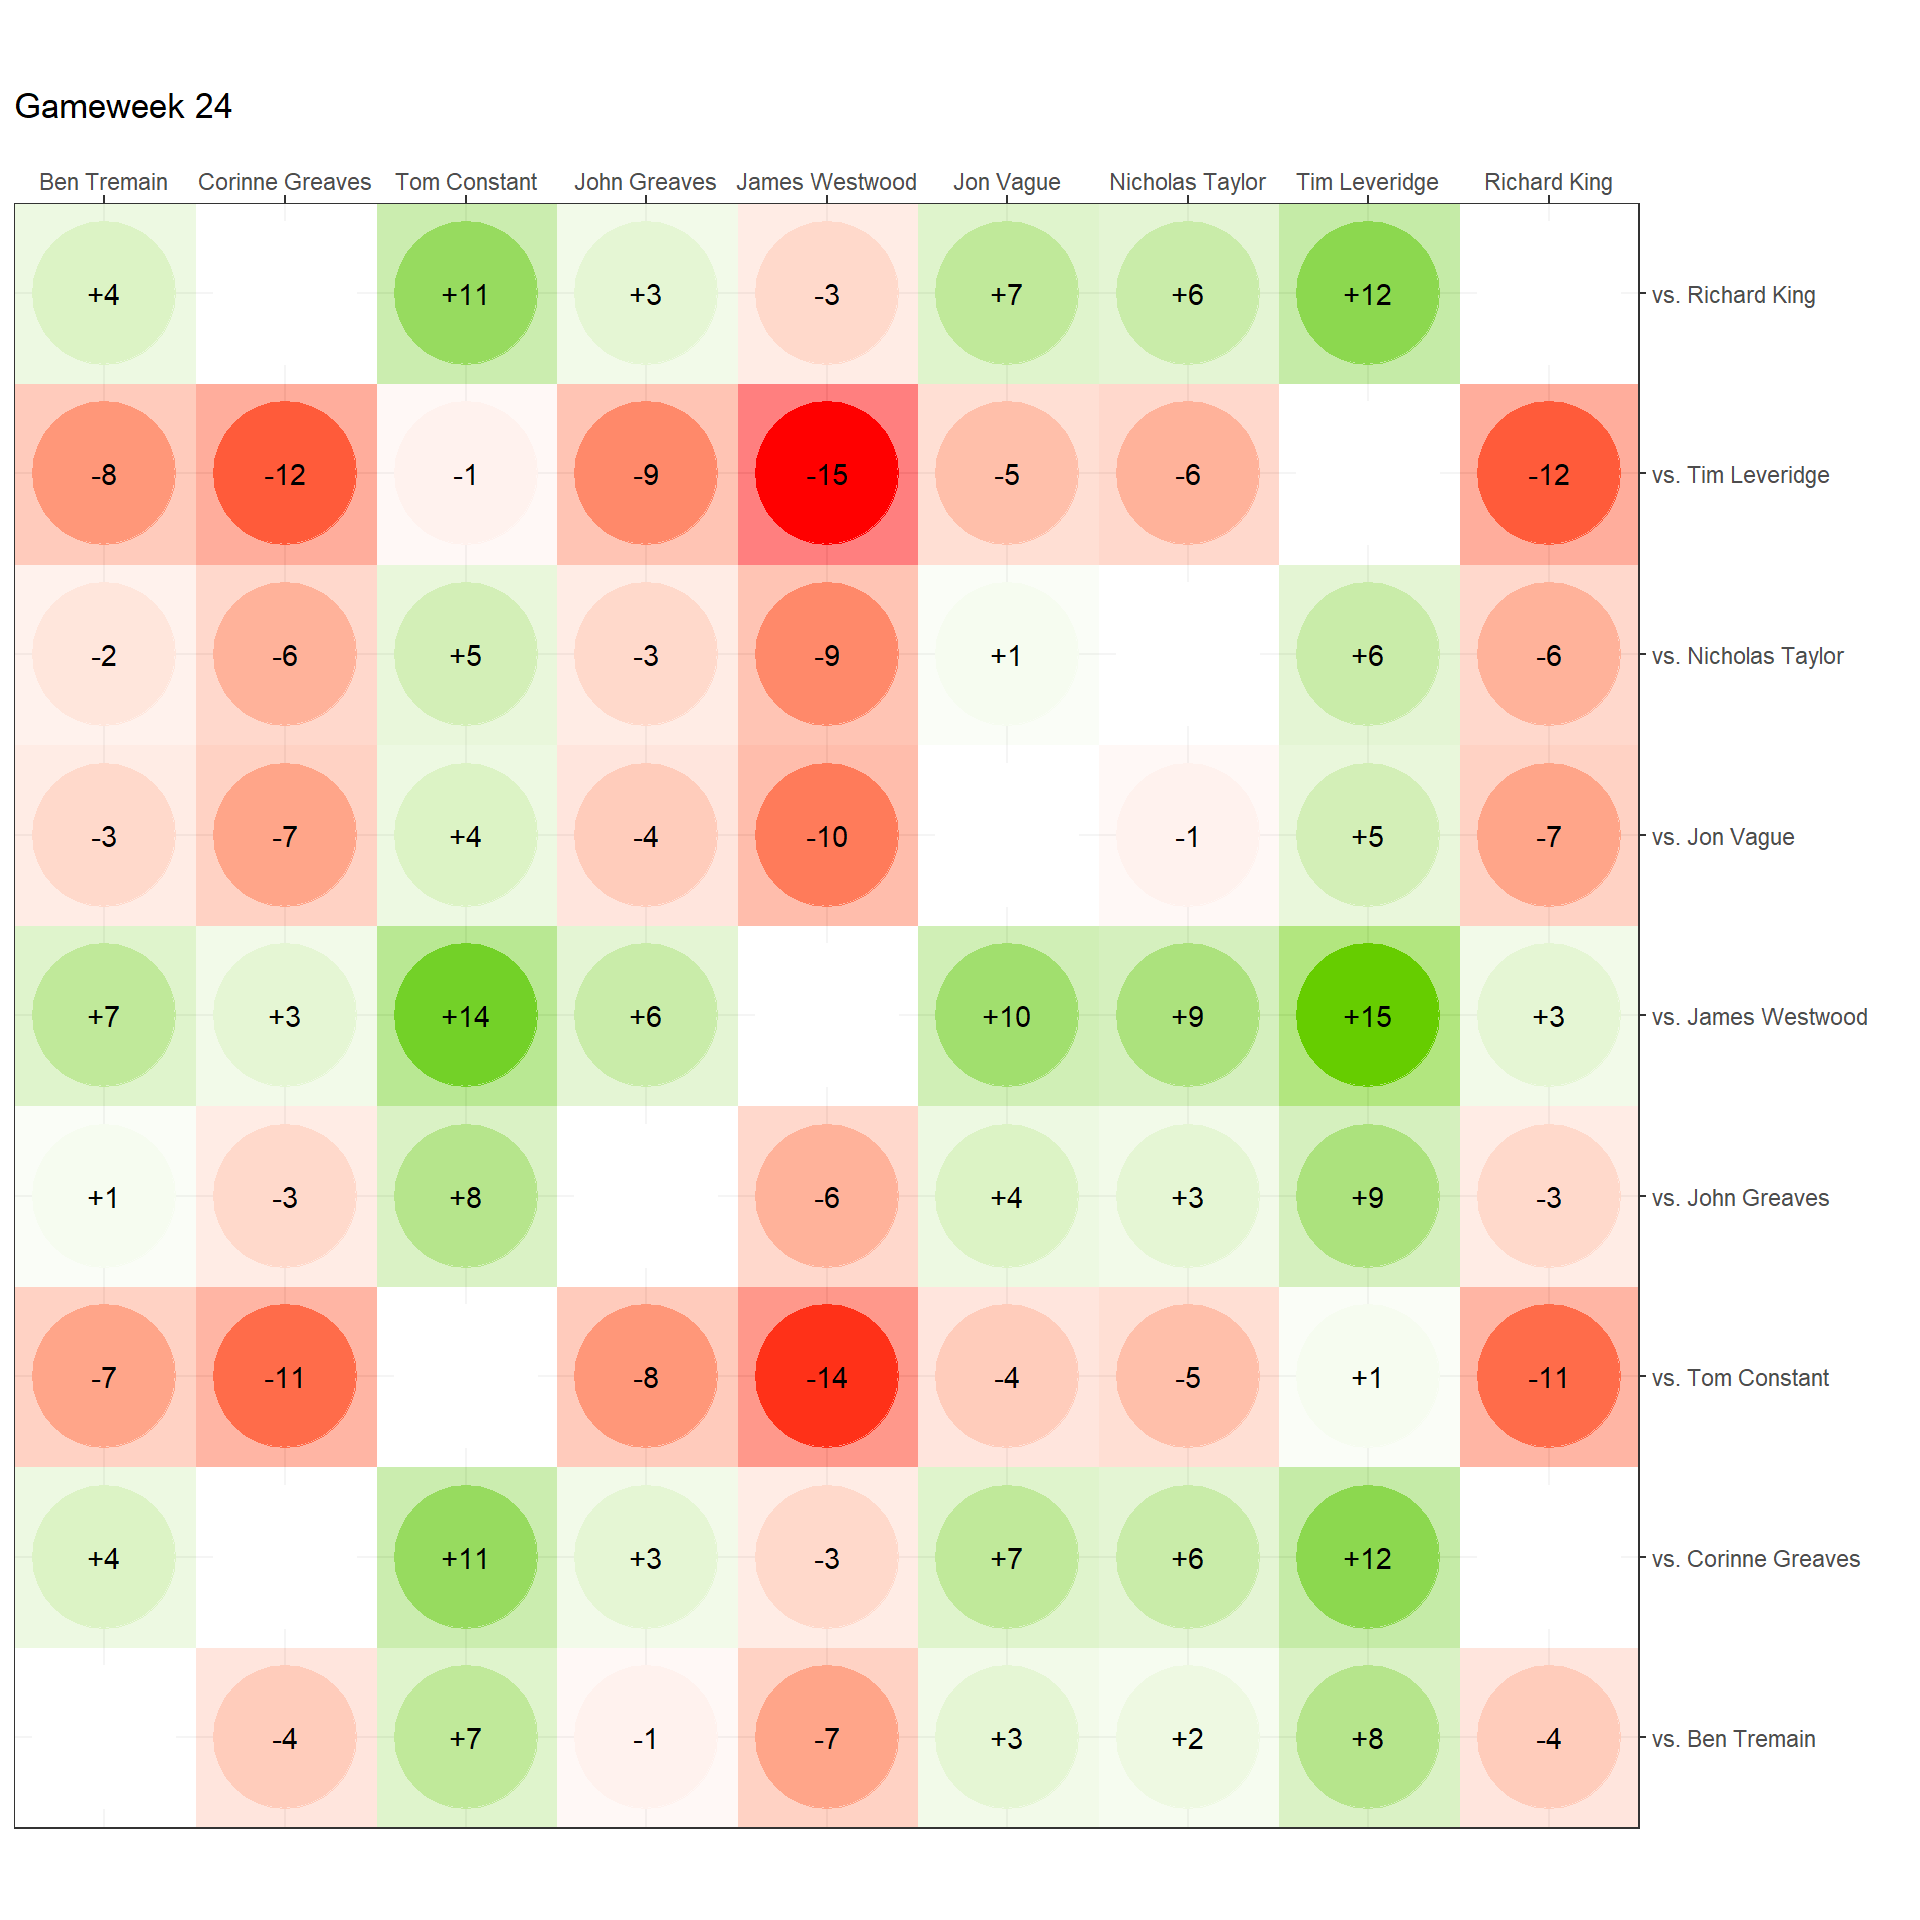 Gameweek 24
Ben Tremain Corinne Greaves Tom Constant John Greaves James Westwood Jon Vague Nicholas Taylor Tim Leveridge Richard King
+4 +11 +3 -3 +7 +6 +12 vs. Richard King
-8 -12 -1 -9 -15 -5 -6 -12 vs. Tim Leveridge
-2 -6 +5 -3 -9 +1 +6 -6 vs. Nicholas Taylor
-3 -7 +4 -4 -10 -1 +5 -7 vs. Jon Vague
+7 +3 +14 +6 +10 +9 +15 +3 vs. James Westwood
+1 -3 +8 -6 +4 +3 +9 -3 vs. John Greaves
-7 -11 -8 -14 -4 -5 +1 -11 vs. Tom Constant
+4 +11 +3 -3 +7 +6 +12 vs. Corinne Greaves
-4 +7 -1 -7 +3 +2 +8 -4 vs. Ben Tremain